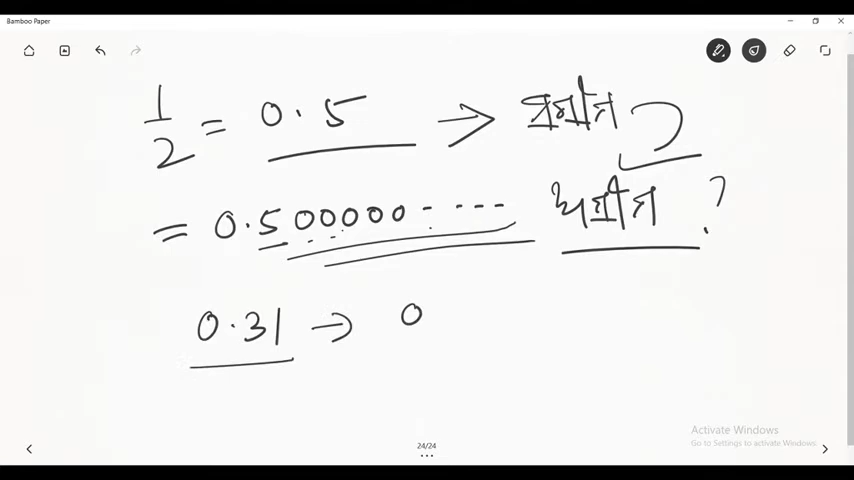 Bamboo Paper
1/2 = 0.5 → সসীম
= 0.500000 - ---- অসীম ?
0.31 → 0
24/24
Activate Windows
Go to Settings to activate Windows.